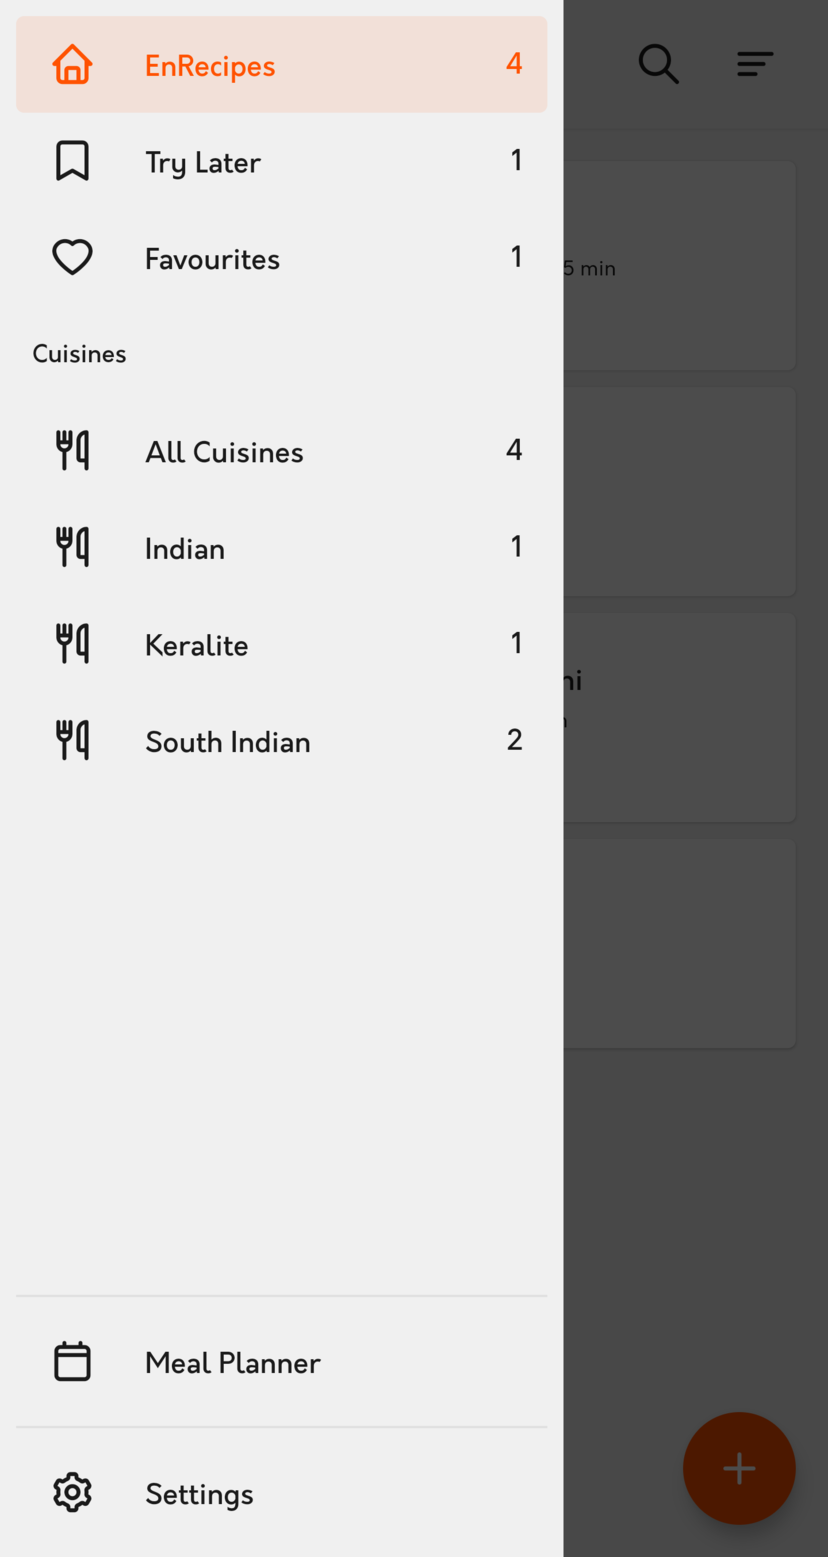 EnRecipes 4
Try Later 1
Favourites 1
5 min
Cuisines
All Cuisines 4
Indian 1
Keralite 1
South Indian 2
Meal Planner
Settings